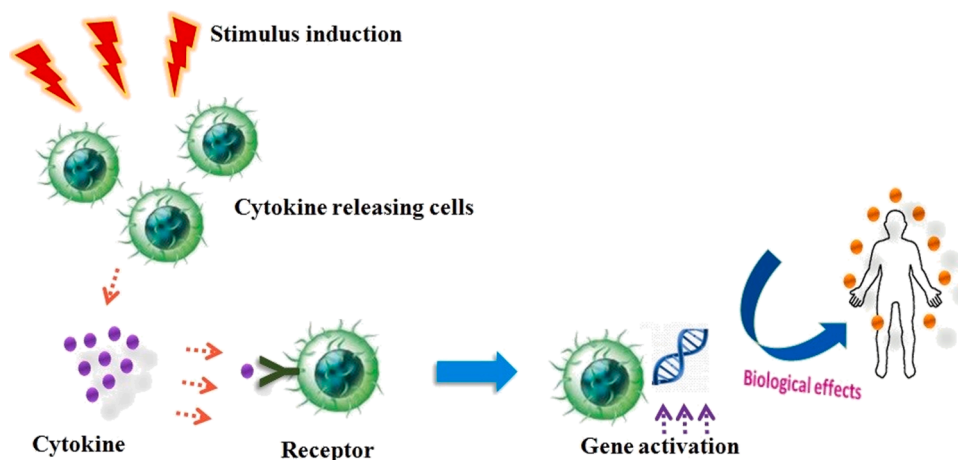 Stimulus induction
Cytokine releasing cells
Biological effects
Cytokine
Receptor
Gene activation